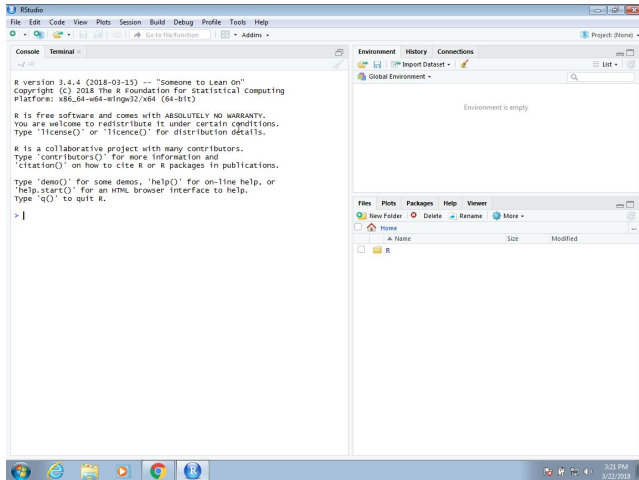 RStudio
File Edit Code View Plots Session Build Debug Profile Tools Help
Go to file/function Addins Project: (None)
Console Terminal
~/
R version 3.4.4 (2018-03-15) -- "Someone to Lean On"
Copyright (C) 2018 The R Foundation for Statistical Computing
Platform: x86_64-w64-mingw32/x64 (64-bit)
R is free software and comes with ABSOLUTELY NO WARRANTY.
You are welcome to redistribute it under certain conditions.
Type 'license()' or 'licence()' for distribution details.
R is a collaborative project with many contributors.
Type 'contributors()' for more information and
'citation()' on how to cite R or R packages in publications.
Type 'demo()' for some demos, 'help()' for on-line help, or
'help.start()' for an HTML browser interface to help.
Type 'q()' to quit R.
>
Environment History Connections
Import Dataset List
Global Environment
Environment is empty
Files Plots Packages Help Viewer
New Folder Delete Rename More
Home ...
Name Size Modified
R
3:21 PM
3/22/2018